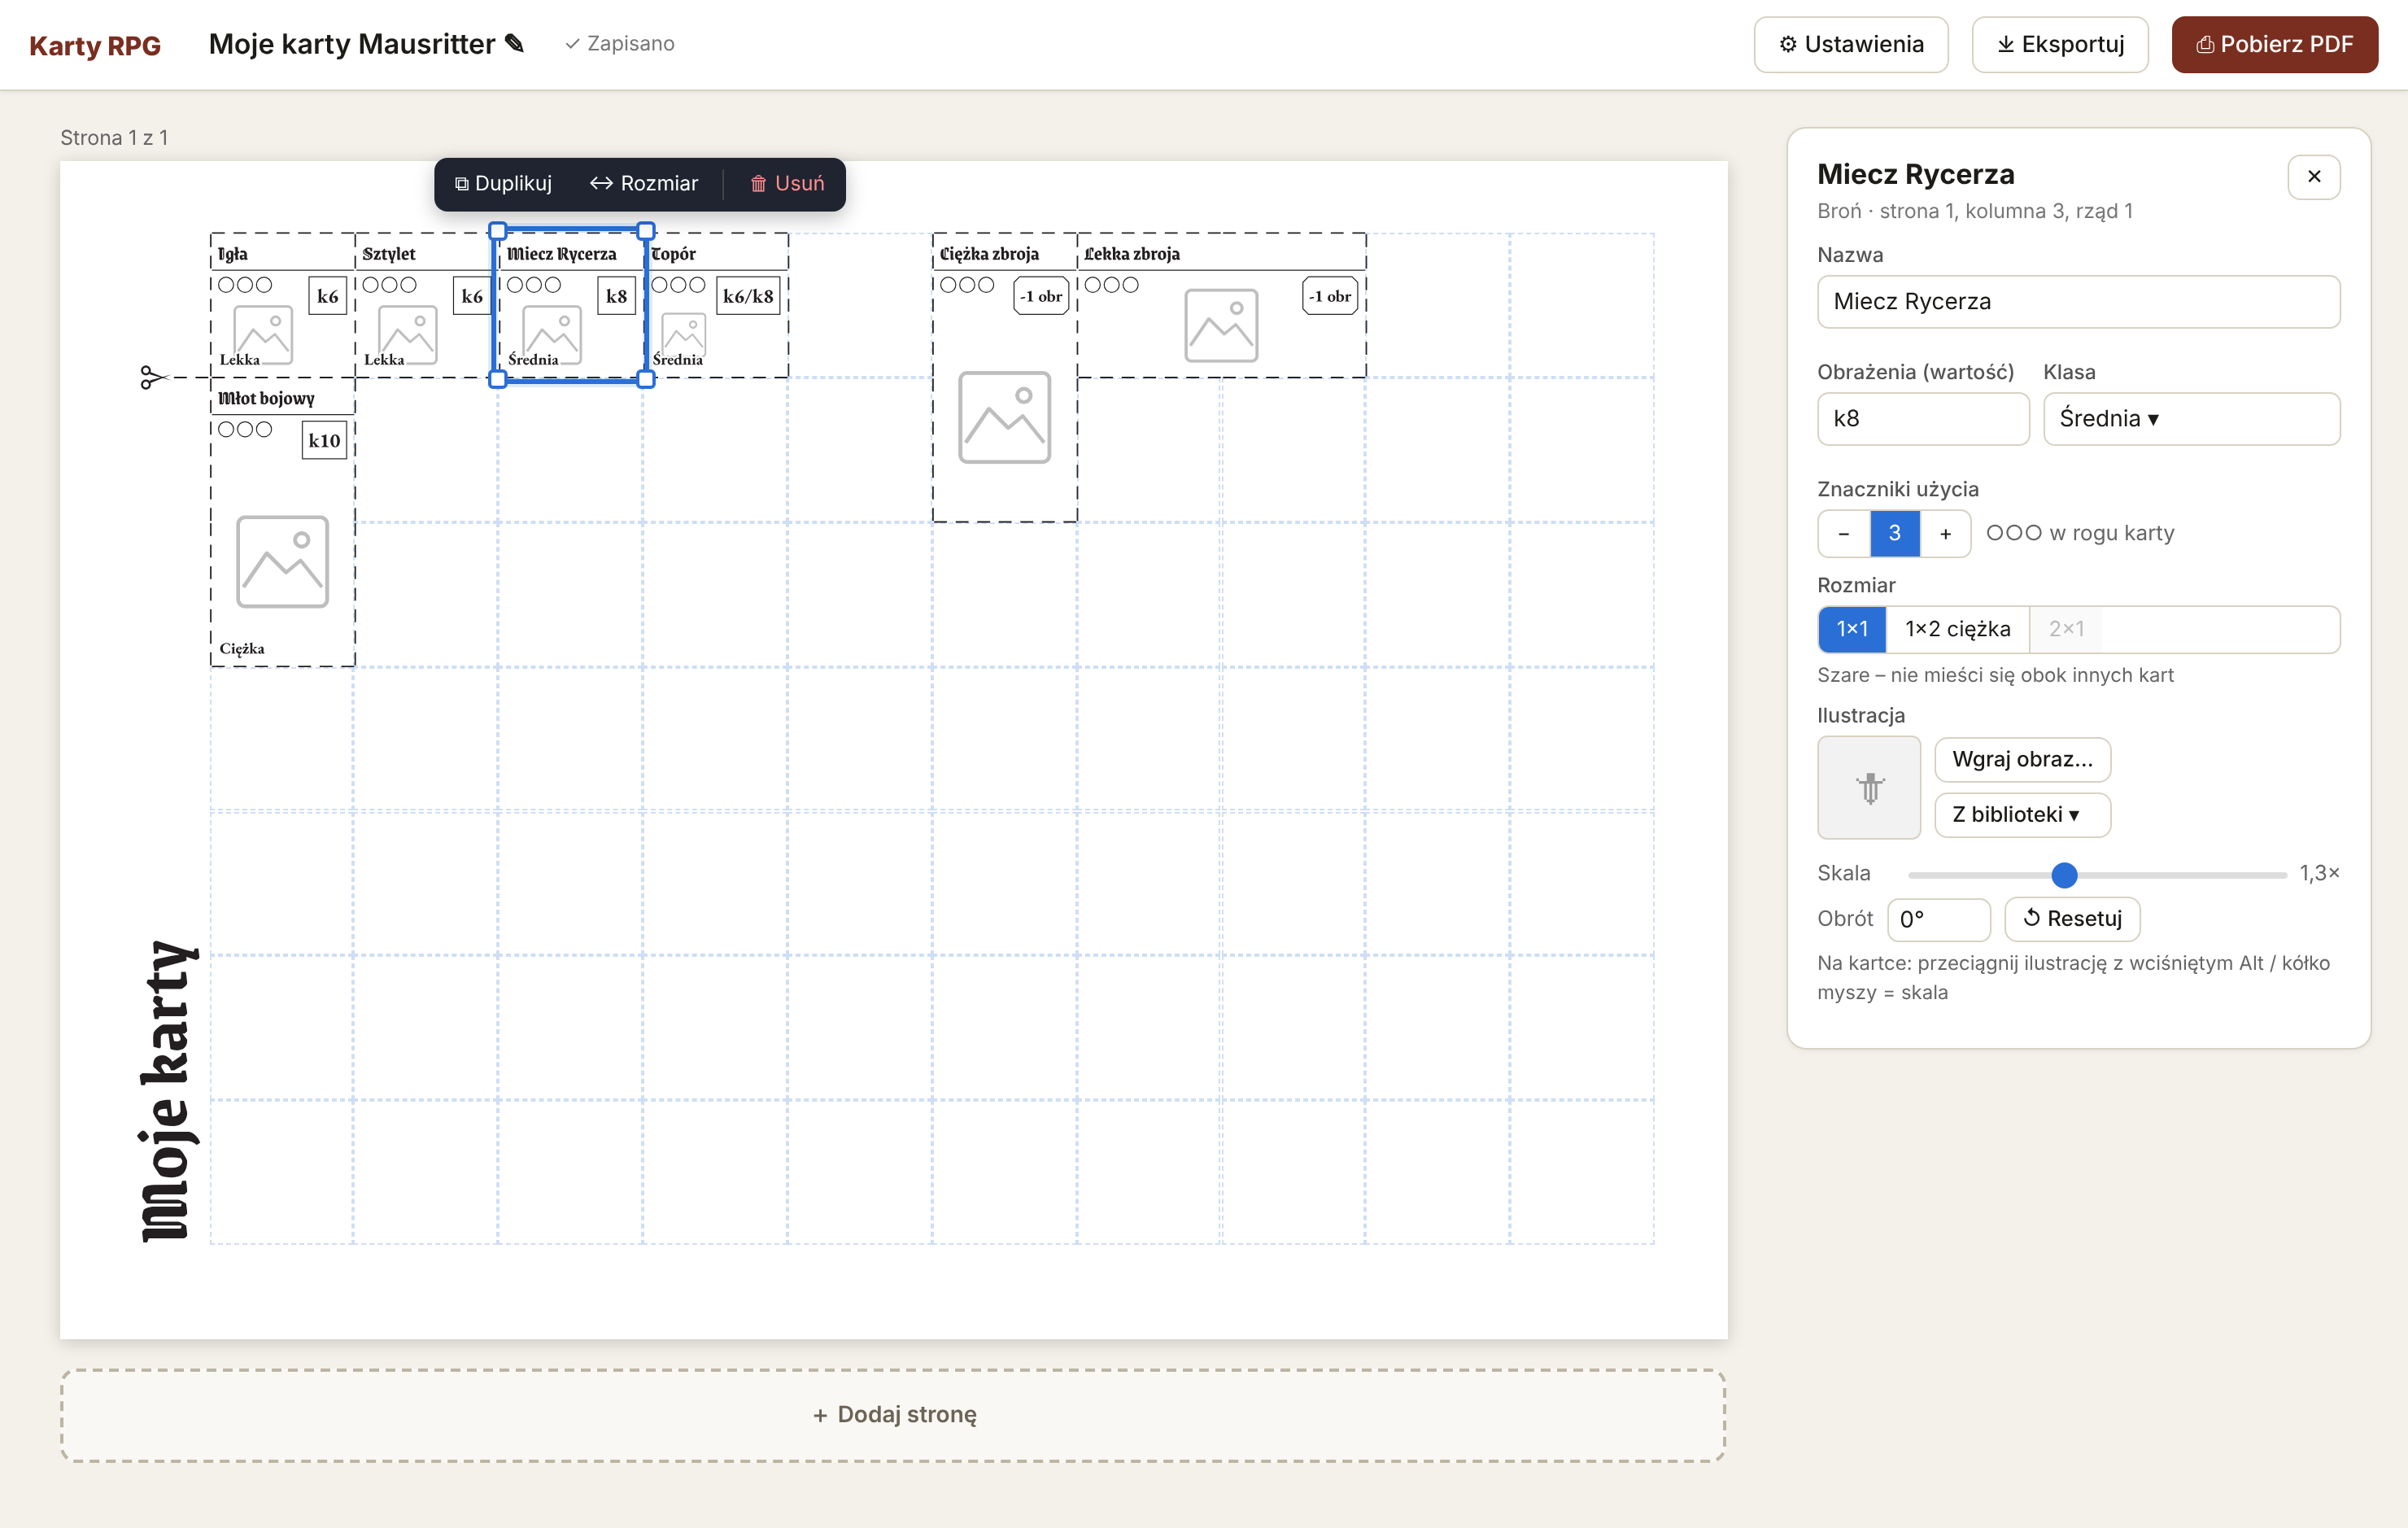 Karty RPG
Moje karty Mausritter ✎
✓ Zapisano
⚙ Ustawienia
Eksportuj
Pobierz PDF
Strona 1 z 1
Duplikuj
↔ Rozmiar
Usuń
Igła
k6
Lekka
Sztylet
k6
Lekka
Miecz Rycerza
k8
Średnia
Topór
k6/k8
Średnia
Ciężka zbroja
-1 obr
Lekka zbroja
-1 obr
Młot bojowy
k10
Ciężka
Moje karty
+ Dodaj stronę
Miecz Rycerza
×
Broń · strona 1, kolumna 3, rząd 1
Nazwa
Miecz Rycerza
Obrażenia (wartość) Klasa
k8 Średnia ▾
Znaczniki użycia
− 3 + ○○○ w rogu karty
Rozmiar
1×1 1×2 ciężka 2×1
Szare – nie mieści się obok innych kart
Ilustracja
Wgraj obraz...
Z biblioteki ▾
Skala 1,3×
Obrót 0° Resetuj
Na kartce: przeciągnij ilustrację z wciśniętym Alt / kółko
myszy = skala